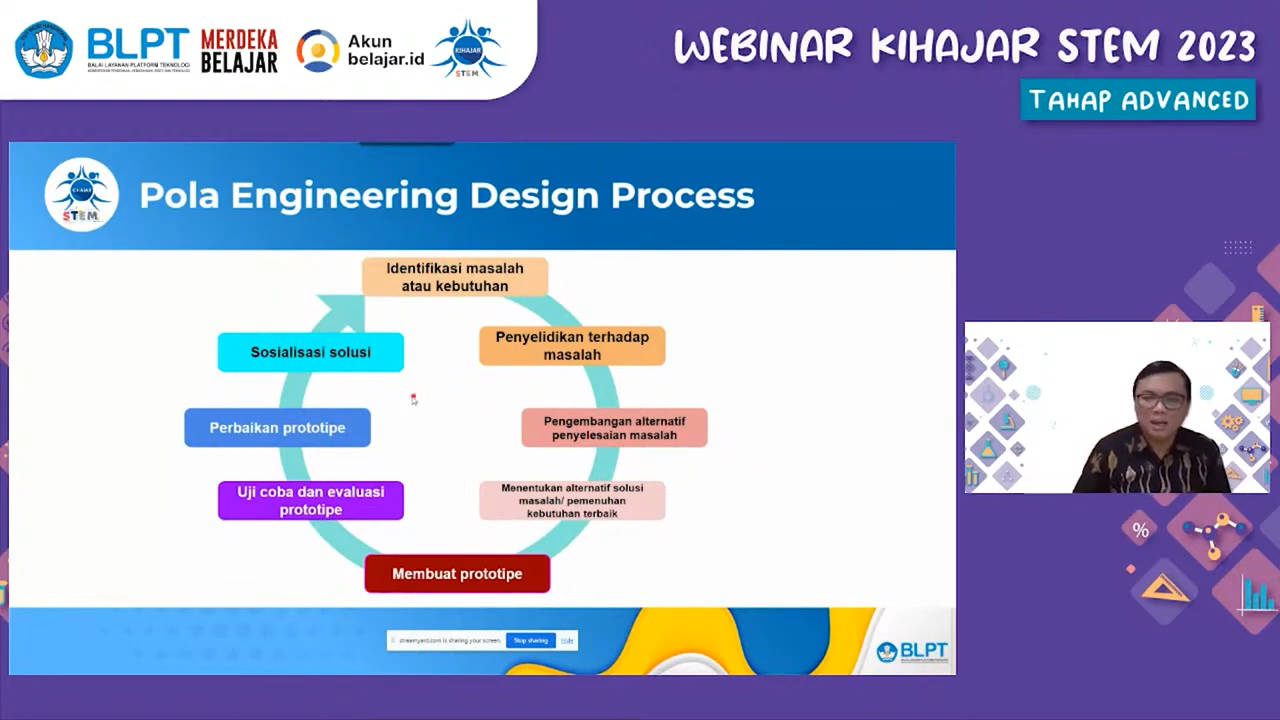 BLPT
BALAI LAYANAN PLATFORM TEKNOLOGI
MERDEKA
BELAJAR
Akun
belajar.id
KIHAJAR
STEM
WEBINAR KIHAJAR STEM 2023
TAHAP ADVANCED
STEM
Pola Engineering Design Process
Identifikasi masalah
atau kebutuhan
Penyelidikan terhadap
masalah
Pengembangan alternatif
penyelesaian masalah
Menentukan alternatif solusi
masalah/ pemenuhan
kebutuhan terbaik
Membuat prototipe
Uji coba dan evaluasi
prototipe
Perbaikan prototipe
Sosialisasi solusi
streamyard.com is sharing your screen.
Stop sharing
Hide
BLPT
%